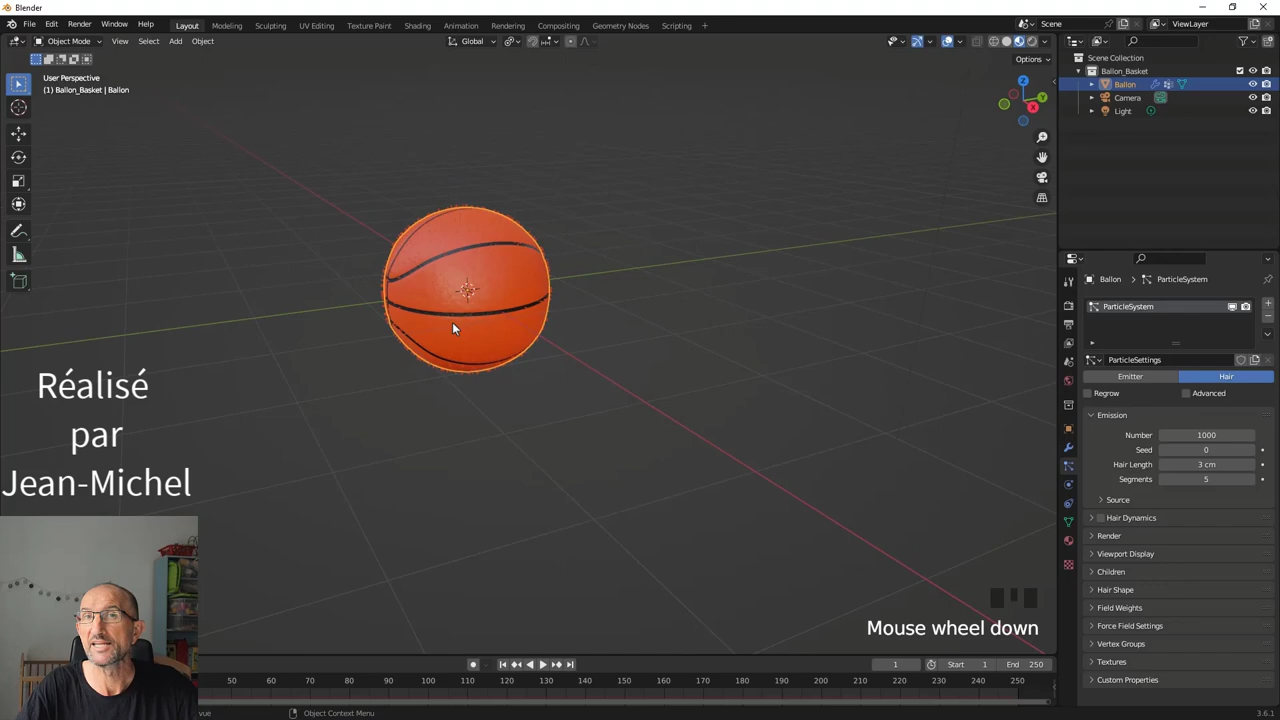 Blender
File Edit Render Window Help
Layout Modeling Sculpting UV Editing Texture Paint Shading Animation Rendering Compositing Geometry Nodes Scripting +
Scene
ViewLayer
Object Mode View Select Add Object
Global
Options
User Perspective
(1) Ballon_Basket | Ballon
Y
X
Z
Scene Collection
Ballon_Basket
Ballon
Camera
Light
Ballon > ParticleSystem
ParticleSystem
ParticleSettings
Emitter Hair
Regrow Advanced
Emission
Number 1000
Seed 0
Hair Length 3 cm
Segments 5
Source
Hair Dynamics
Render
Viewport Display
Children
Hair Shape
Field Weights
Force Field Settings
Vertex Groups
Textures
Custom Properties
Réalisé
par
Jean-Michel
Mouse wheel down
1 Start 1 End 250
50 60 70 80 90 100 110 120 130 140 150 160 170 180 190 200 210 220 230 240 250
vue Object Context Menu
3.6.1